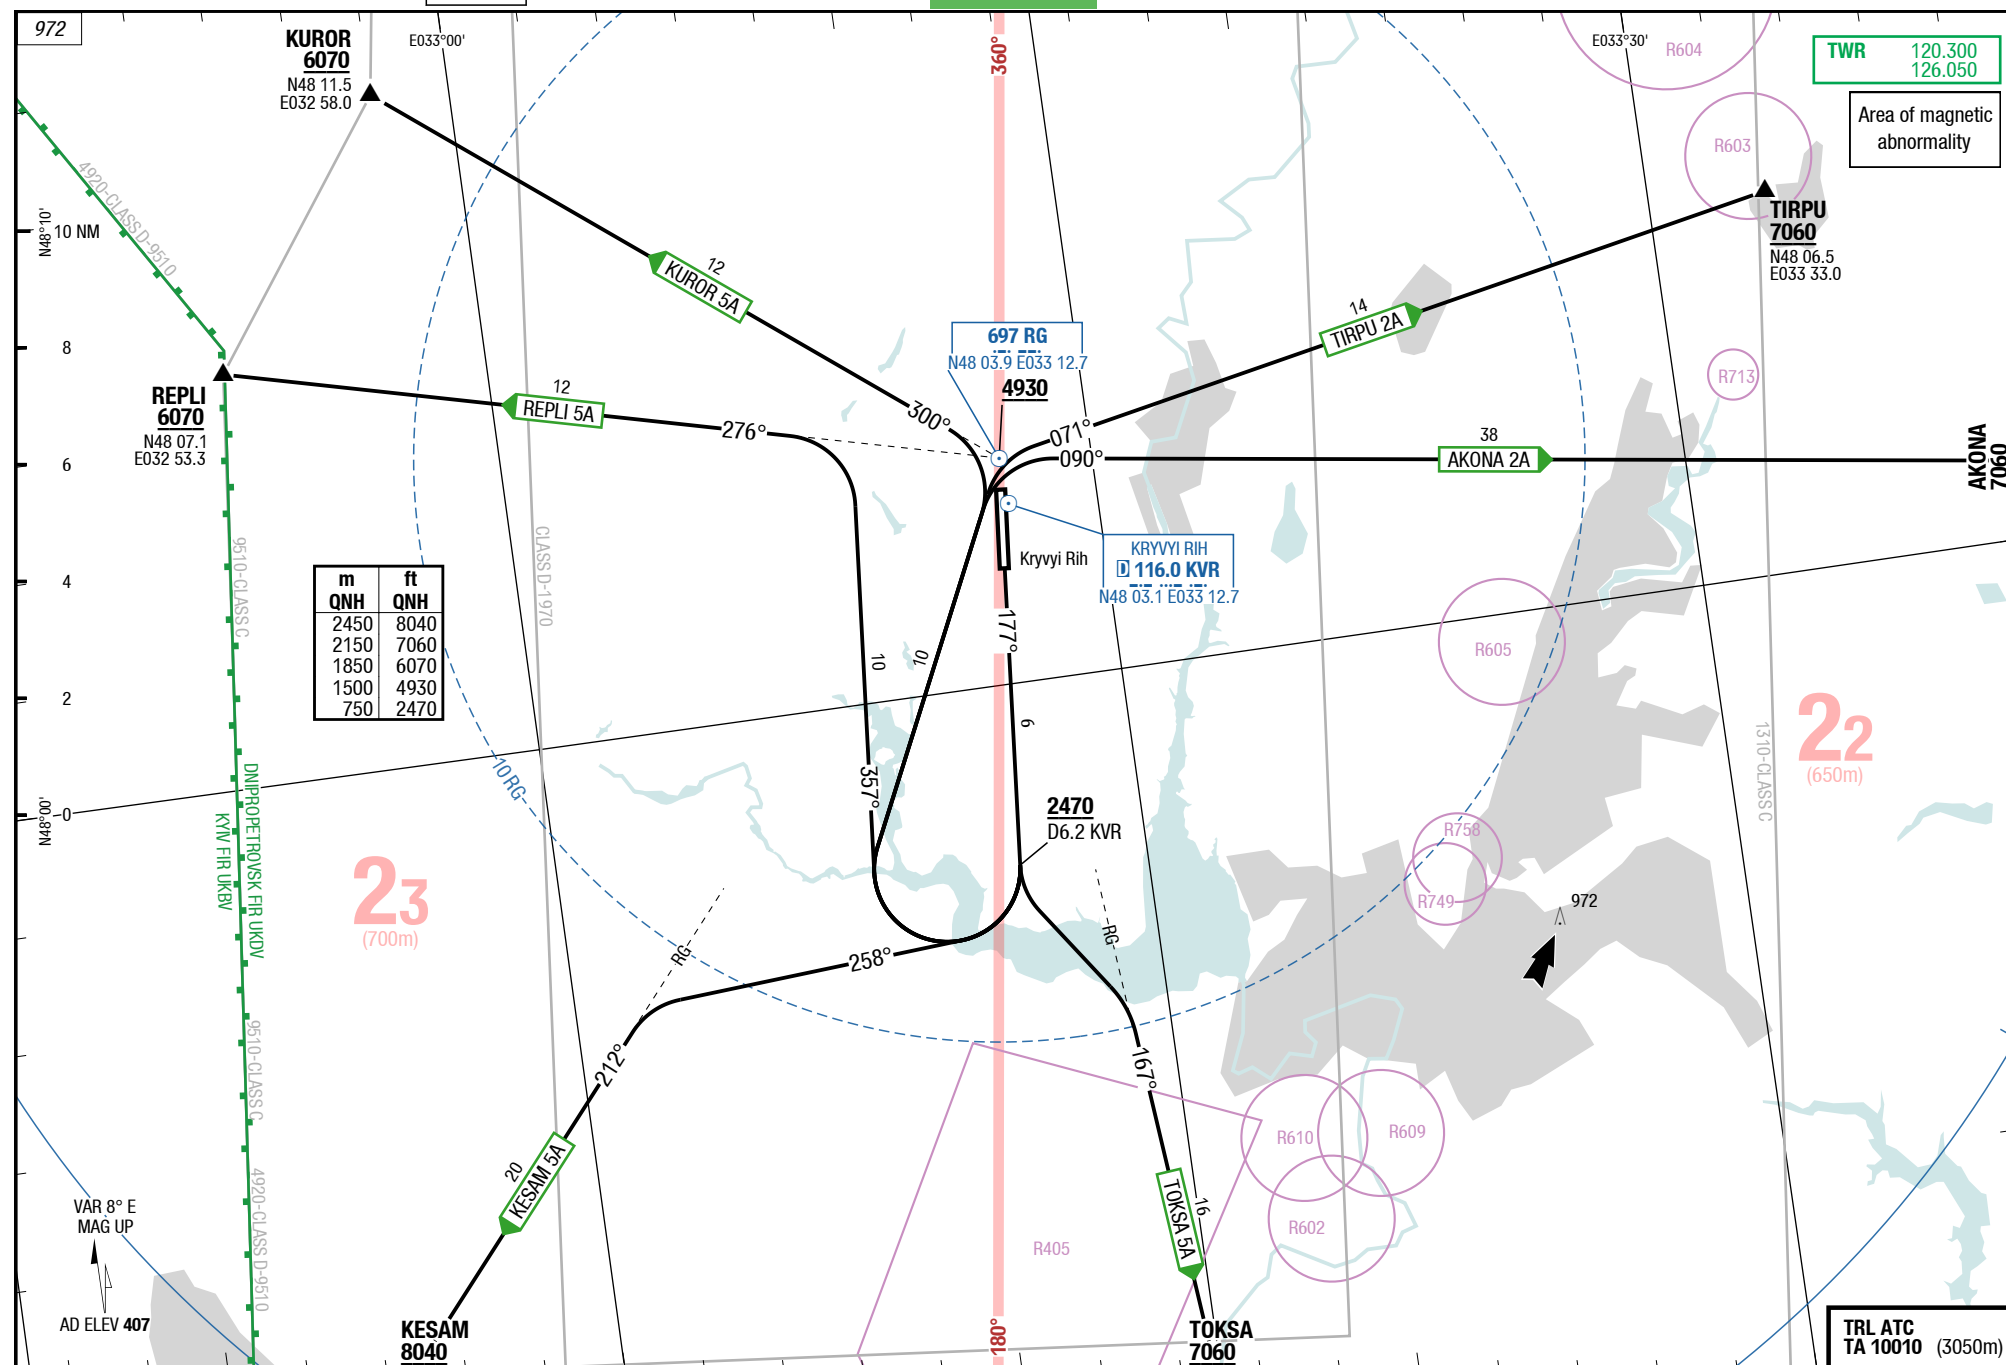 972
KUROR
6070
N48 11.5
E032 58.0
E033°00'
360°
E033°30'
R604
TWR 120.300
126.050
Area of magnetic
abnormality
R603
TIRPU
7060
N48 06.5
E033 33.0
4920-CLASS D-9510
N48°10'
10 NM
8
6
4
2
0
N48°00'
12
KUROR 5A
300°
14
TIRPU 2A
071°
697 RG
N48 03.9 E033 12.7
4930
REPLI
6070
N48 07.1
E032 53.3
12
REPLI 5A
276°
R713
090°
38
AKONA 2A
AKONA
7060
9510-CLASS C
CLASS D-1970
Kryvyi Rih
KRYVYI RIH
D 116.0 KVR
N48 03.1 E033 12.7
m ft
QNH QNH
2450 8040
2150 7060
1850 6070
1500 4930
750 2470
177°
10
10
6
357°
R605
10 RG
2470
D6.2 KVR
1310-CLASS C
22
(650m)
DNIPROPETROVSK FIR UKDV
KYIV FIR UKBV
23
(700m)
R758
R749
972
RG
RG
258°
212°
167°
9510-CLASS C
R610
R609
R602
R405
20
KESAM 5A
16
TOKSA 5A
4920-CLASS D-9510
VAR 8° E
MAG UP
AD ELEV 407
KESAM
8040
180°
TOKSA
7060
TRL ATC
TA 10010 (3050m)